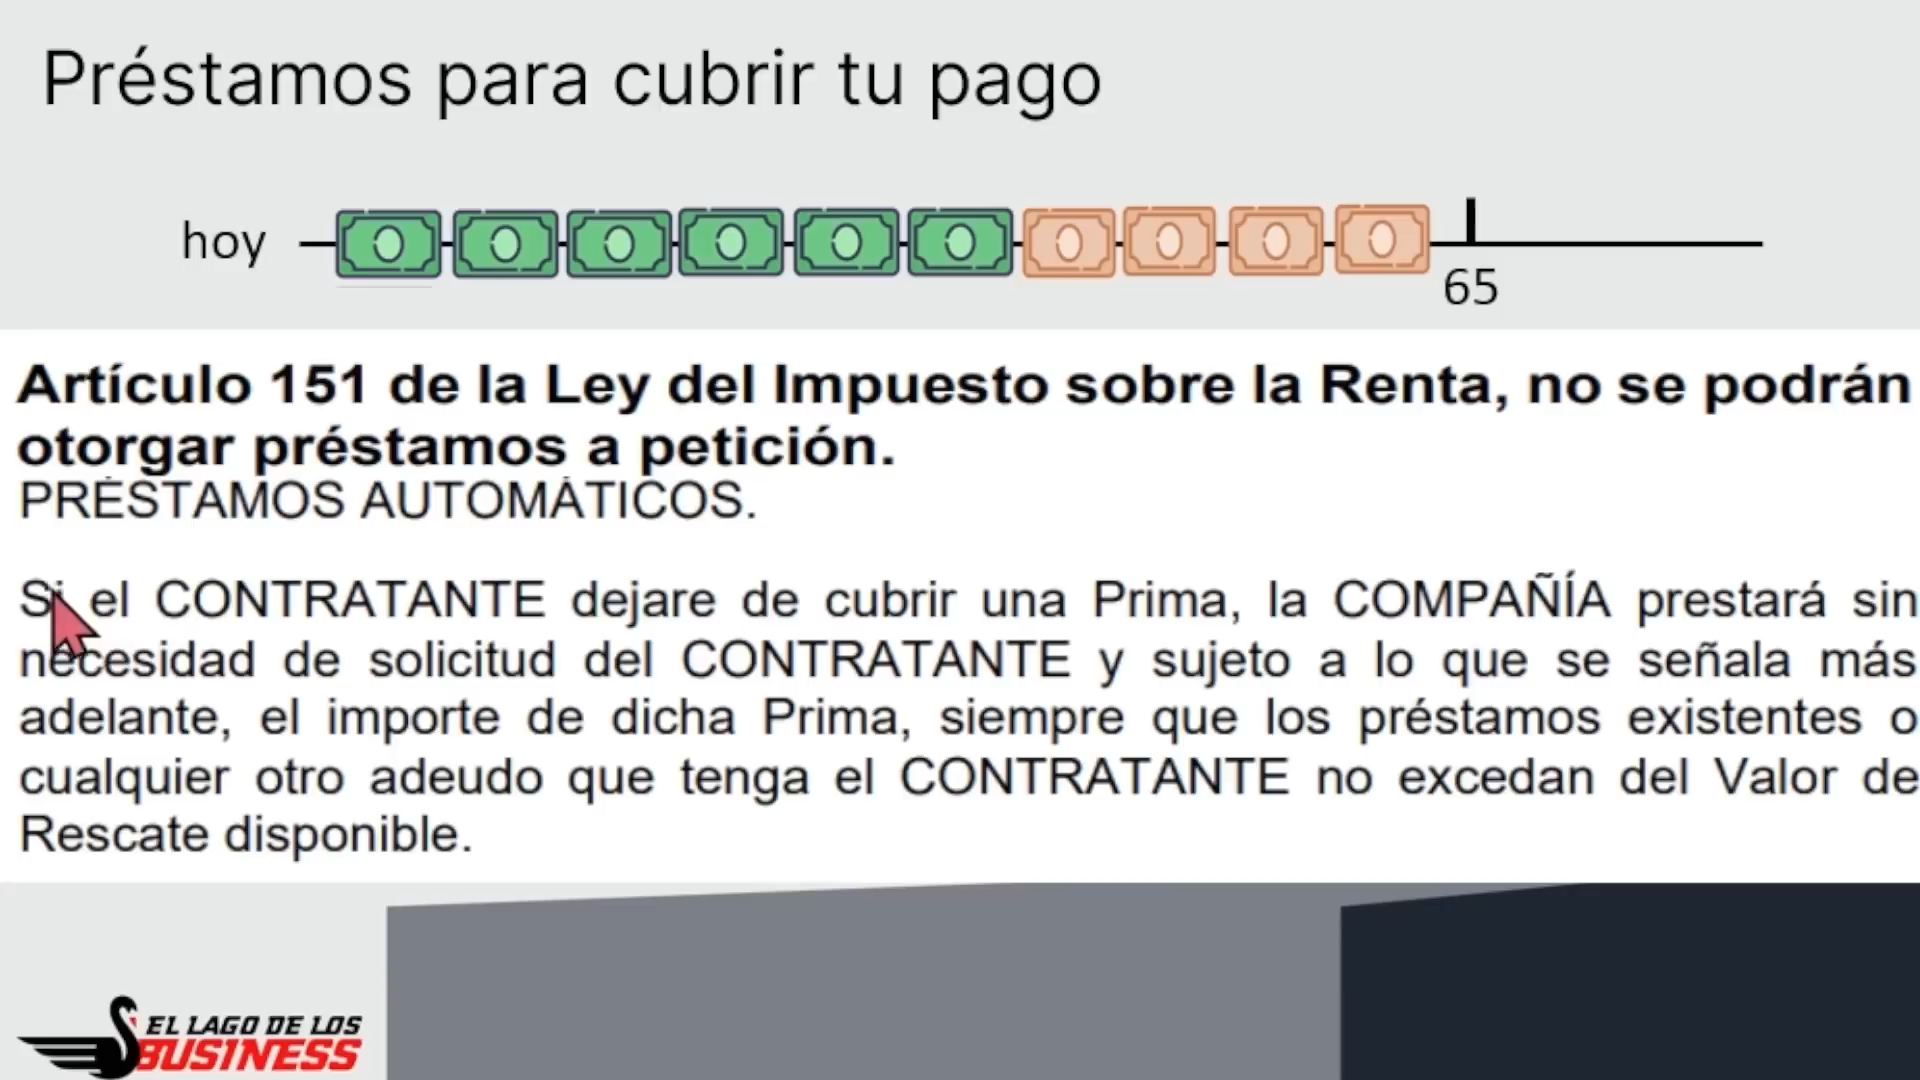 Préstamos para cubrir tu pago
hoy
65
Artículo 151 de la Ley del Impuesto sobre la Renta, no se podrán
otorgar préstamos a petición.
PRÉSTAMOS AUTOMÁTICOS.
Si el CONTRATANTE dejare de cubrir una Prima, la COMPAÑÍA prestará sin
necesidad de solicitud del CONTRATANTE y sujeto a lo que se señala más
adelante, el importe de dicha Prima, siempre que los préstamos existentes o
cualquier otro adeudo que tenga el CONTRATANTE no excedan del Valor de
Rescate disponible.
EL LAGO DE LOS
BUSINESS